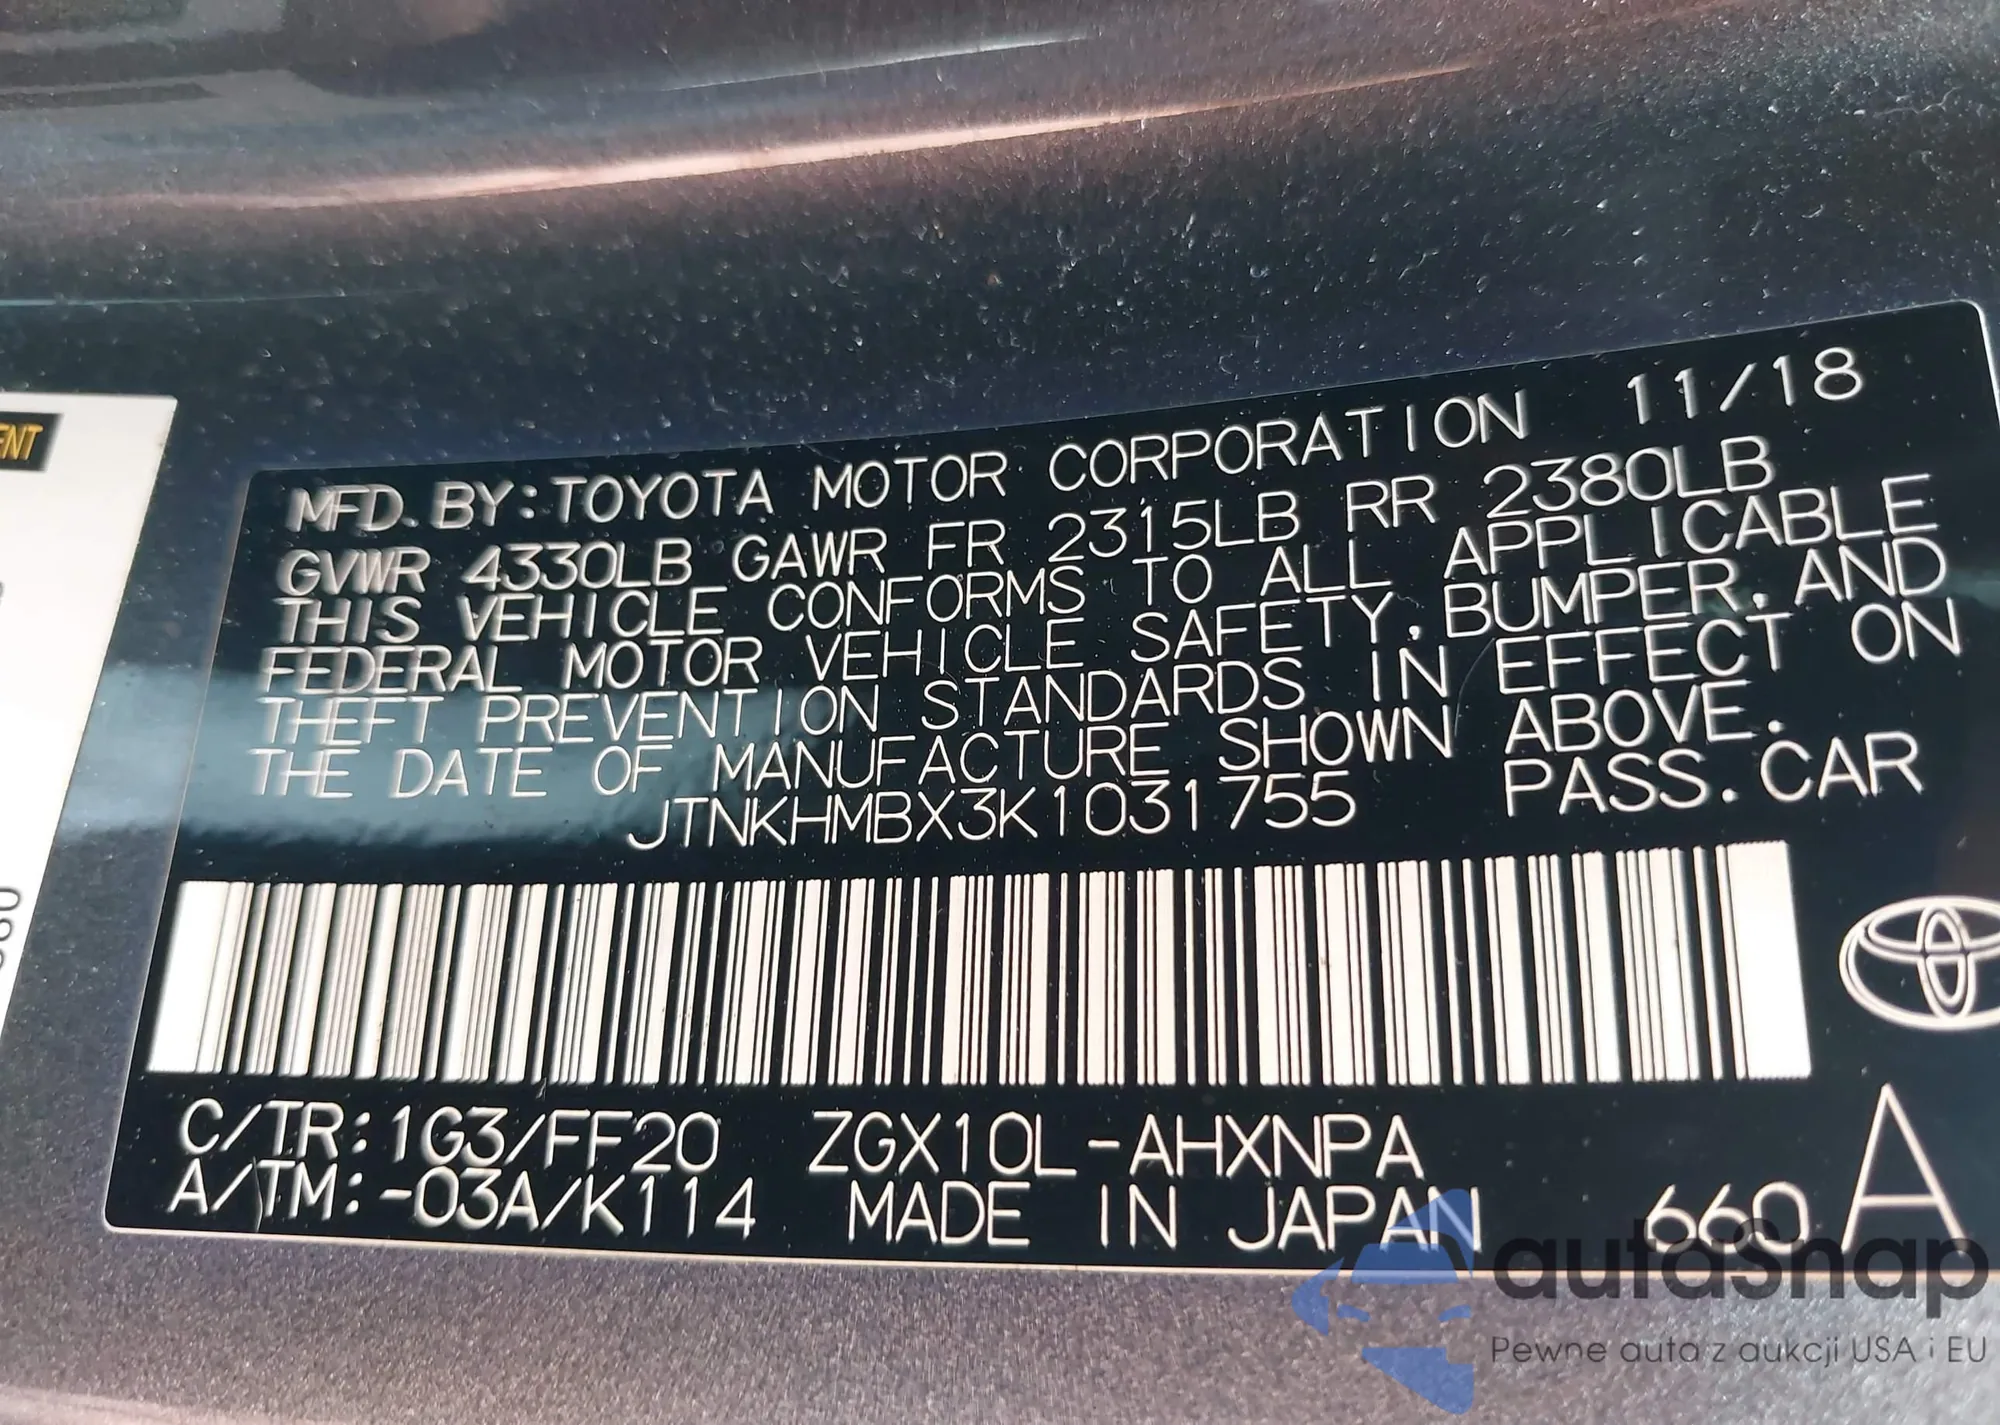 ENT
MFD. BY:TOYOTA MOTOR CORPORATION 11/18
GVWR 4330LB GAWR FR 2315LB RR 2380LB
THIS VEHICLE CONFORMS TO ALL APPLICABLE
FEDERAL MOTOR VEHICLE SAFETY, BUMPER, AND
THEFT PREVENTION STANDARDS IN EFFECT ON
THE DATE OF MANUFACTURE SHOWN ABOVE.
JTNKHMBX3K1031755 PASS. CAR
C/TR:1G3/FF20 ZGX10L-AHXNPA
A/TM:-03A/K114 MADE IN JAPAN 660 A
autaSnap
Pewne auta z aukcji USA i EU